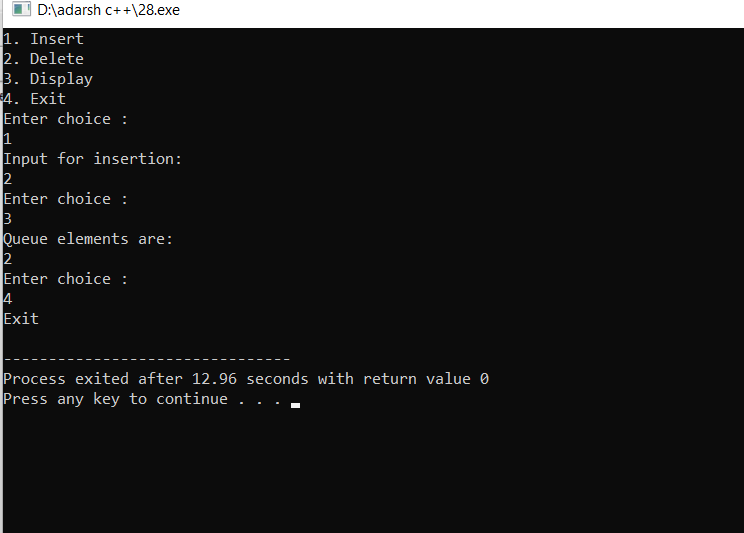 D:\adarsh c++\28.exe
1. Insert
2. Delete
3. Display
4. Exit
Enter choice :
1
Input for insertion:
2
Enter choice :
3
Queue elements are:
2
Enter choice :
4
Exit
--------------------------------
Process exited after 12.96 seconds with return value 0
Press any key to continue . . .